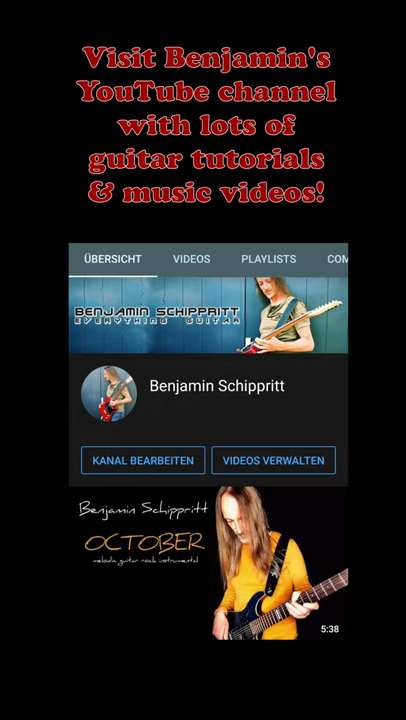 Visit Benjamin's
YouTube channel
with lots of
guitar tutorials
& music videos!
ÜBERSICHT VIDEOS PLAYLISTS COM
BENJAMIN SCHIPPRITT
EVERYTHING GUITAR
Benjamin Schippritt
KANAL BEARBEITEN VIDEOS VERWALTEN
Benjamin Schippritt
OCTOBER
melodic guitar rock instrumental
5:38